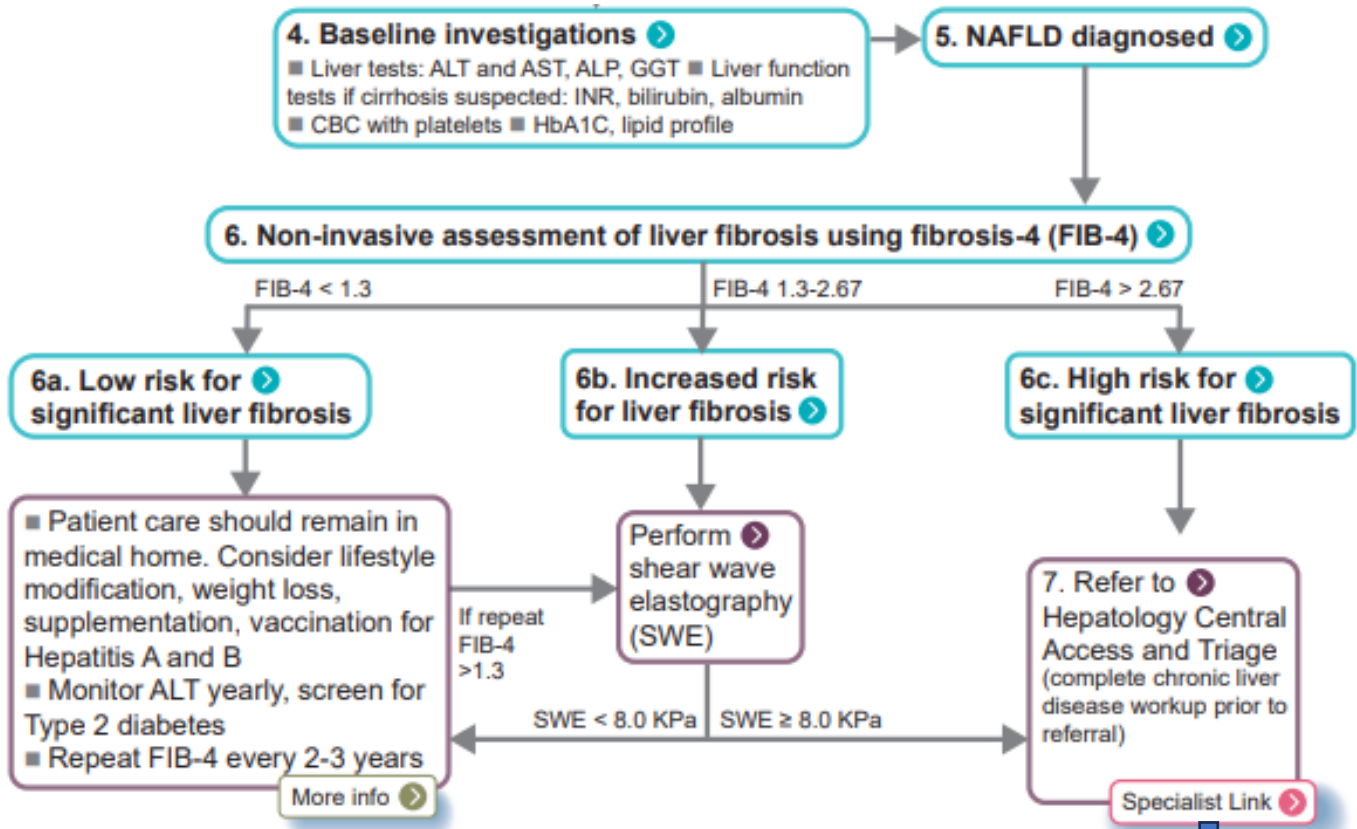 4. Baseline investigations
■ Liver tests: ALT and AST, ALP, GGT ■ Liver function
tests if cirrhosis suspected: INR, bilirubin, albumin
■ CBC with platelets ■ HbA1C, lipid profile
5. NAFLD diagnosed
6. Non-invasive assessment of liver fibrosis using fibrosis-4 (FIB-4)
FIB-4 < 1.3
FIB-4 1.3-2.67
FIB-4 > 2.67
6a. Low risk for
significant liver fibrosis
6b. Increased risk
for liver fibrosis
6c. High risk for
significant liver fibrosis
■ Patient care should remain in
medical home. Consider lifestyle
modification, weight loss,
supplementation, vaccination for
Hepatitis A and B
■ Monitor ALT yearly, screen for
Type 2 diabetes
■ Repeat FIB-4 every 2-3 years
More info
If repeat
FIB-4
>1.3
Perform
shear wave
elastography
(SWE)
SWE < 8.0 KPa
SWE ≥ 8.0 KPa
7. Refer to
Hepatology Central
Access and Triage
(complete chronic liver
disease workup prior to
referral)
Specialist Link